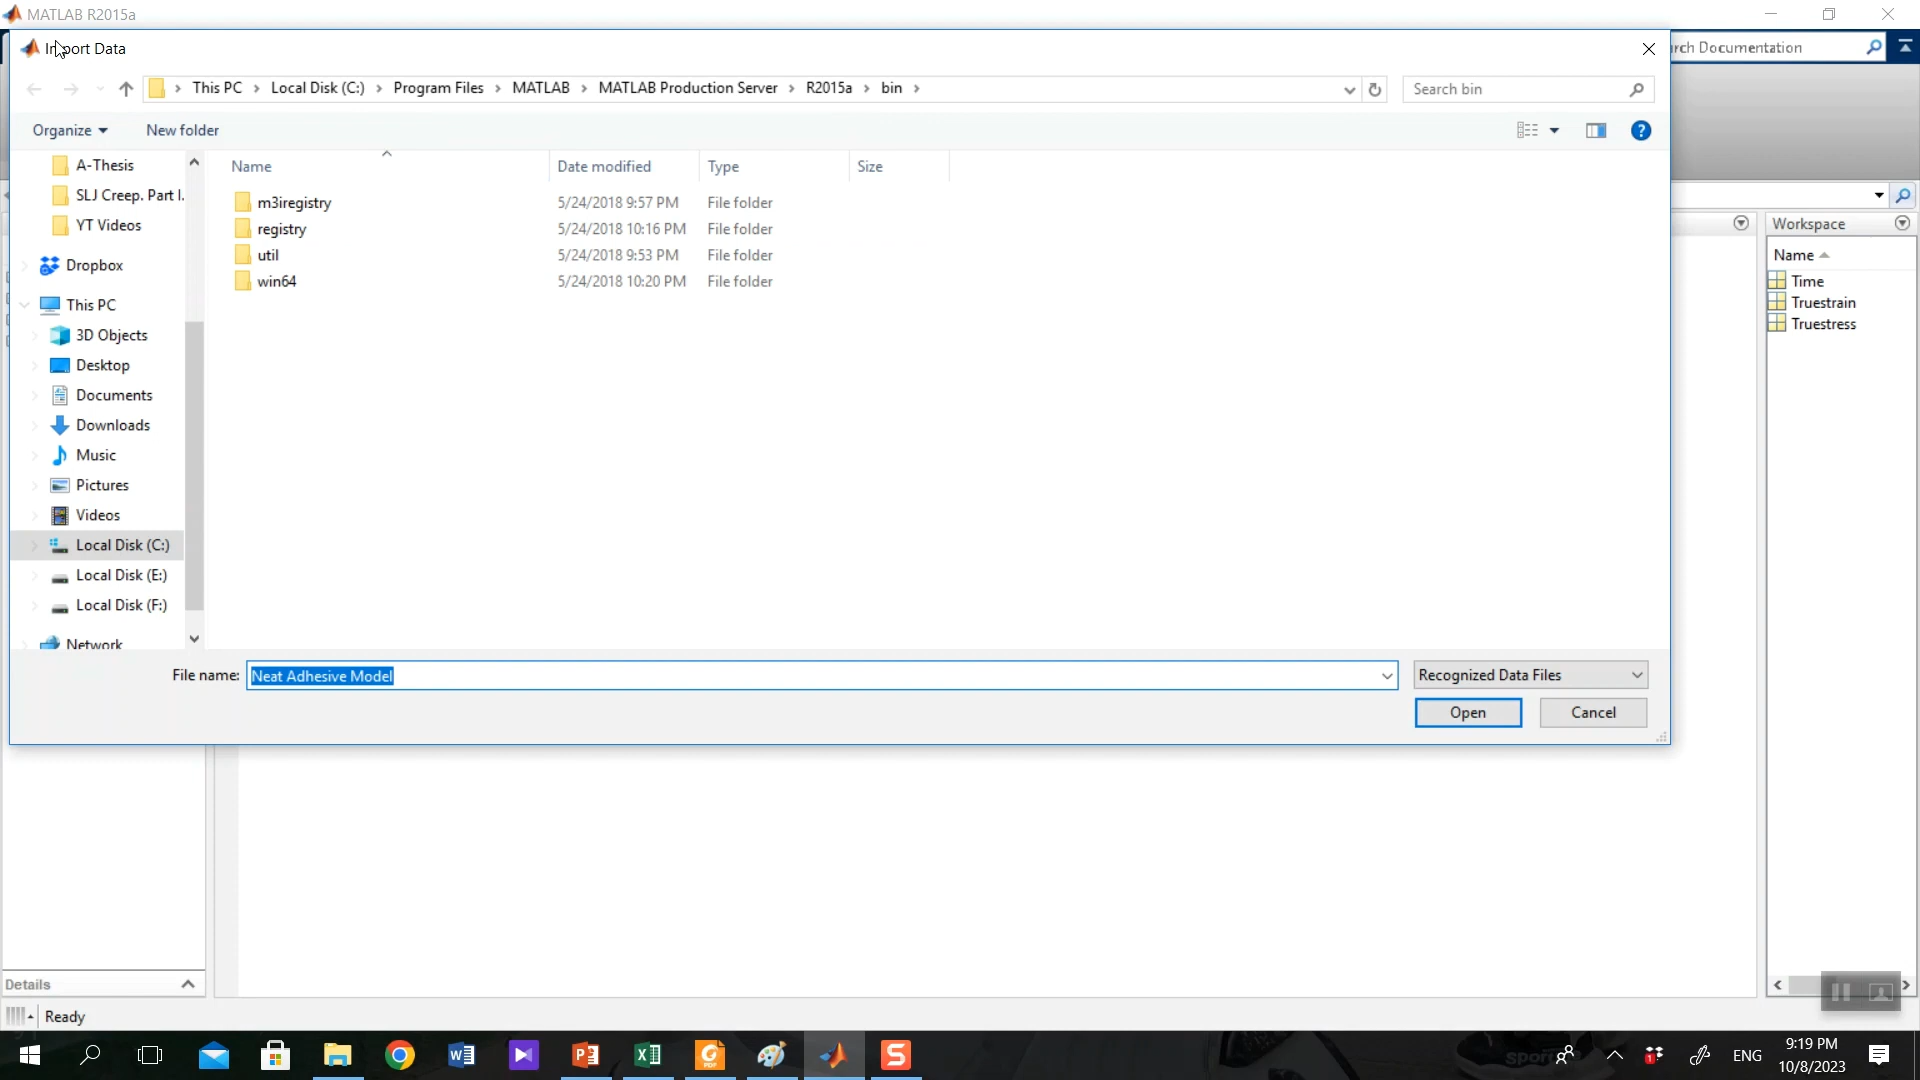 MATLAB R2015a
Import Data
rch Documentation
This PC > Local Disk (C:) > Program Files > MATLAB > MATLAB Production Server > R2015a > bin >
Search bin
Organize
New folder
Name
Date modified
Type
Size
A-Thesis
SLJ Creep. Part I.
YT Videos
Dropbox
This PC
3D Objects
Desktop
Documents
Downloads
Music
Pictures
Videos
Local Disk (C:)
Local Disk (E:)
Local Disk (F:)
Network
m3iregistry 5/24/2018 9:57 PM File folder
registry 5/24/2018 10:16 PM File folder
util 5/24/2018 9:53 PM File folder
win64 5/24/2018 10:20 PM File folder
Workspace
Name
Time
Truestrain
Truestress
File name: Neat Adhesive Model
Recognized Data Files
Open
Cancel
Details
Ready
ENG
9:19 PM
10/8/2023